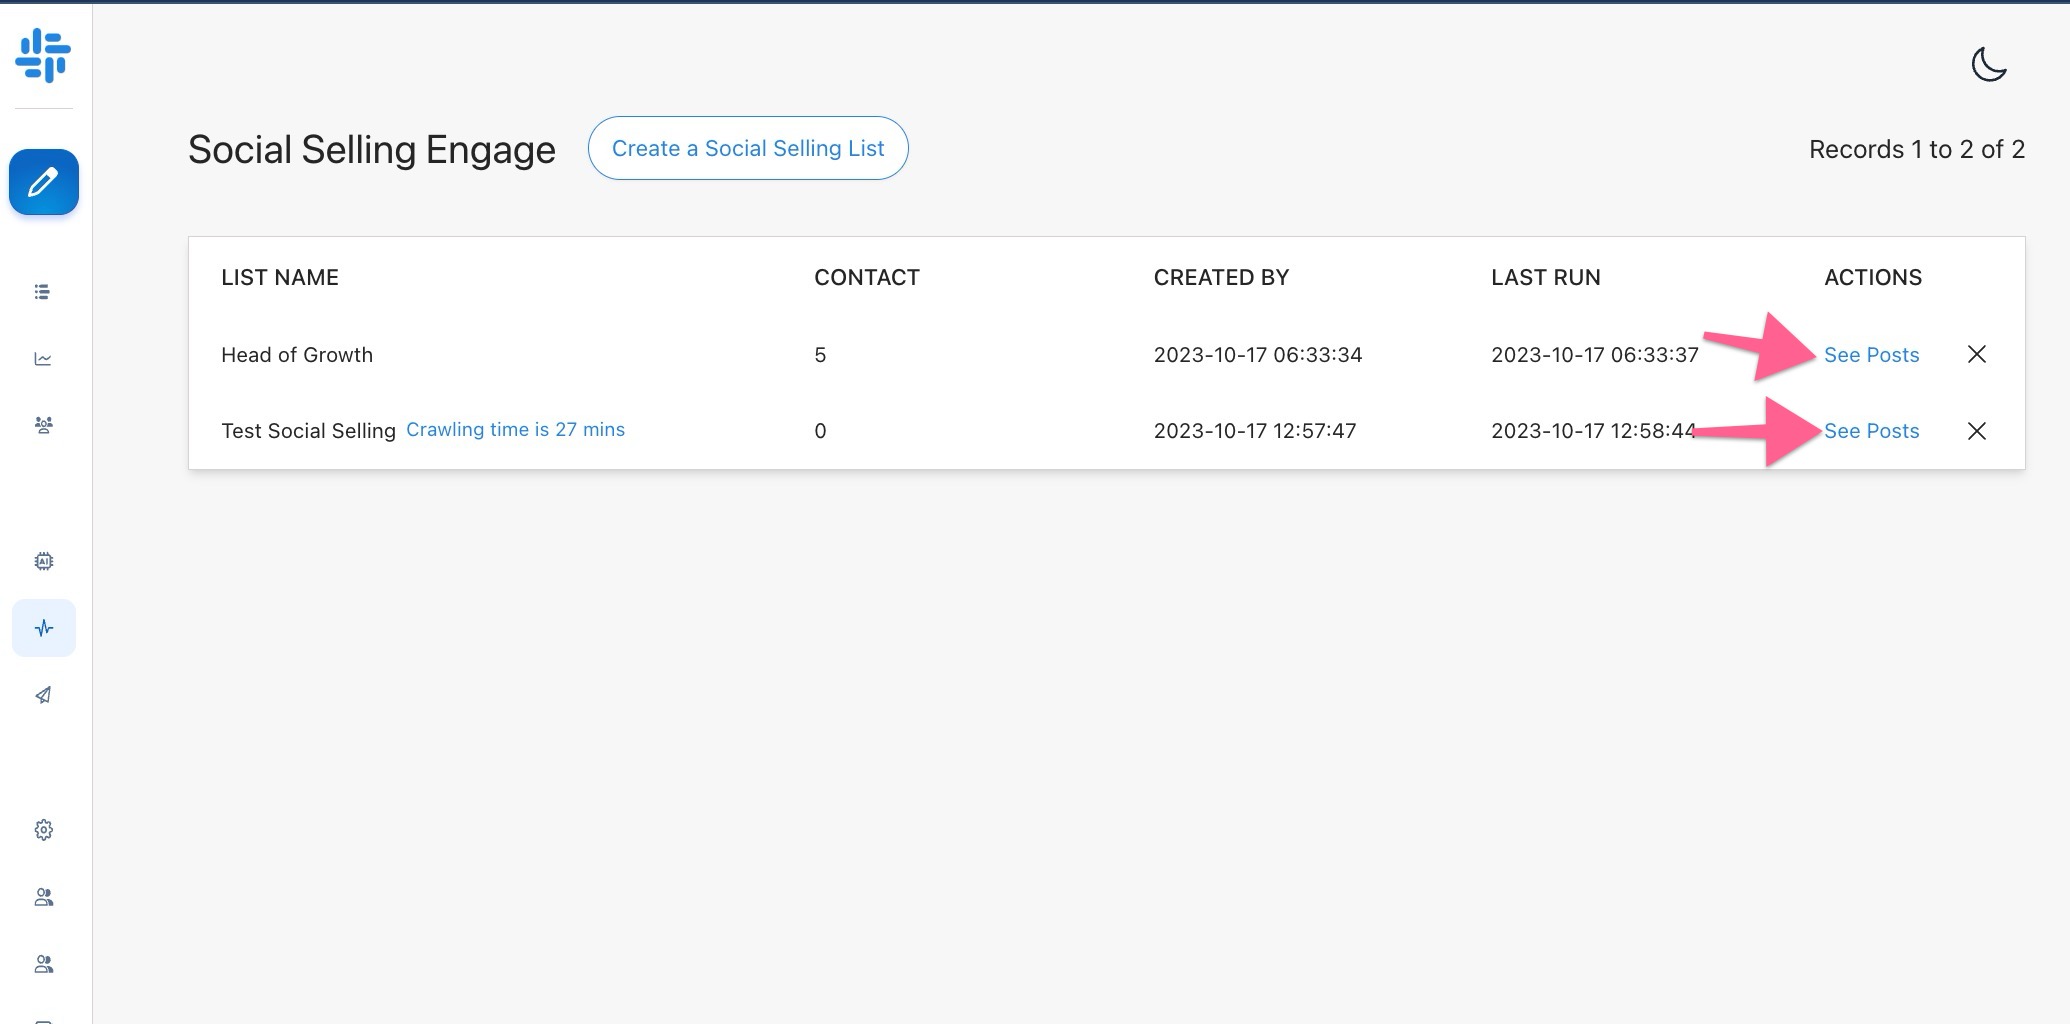 Social Selling Engage
Create a Social Selling List
Records 1 to 2 of 2
LIST NAME CONTACT CREATED BY LAST RUN ACTIONS
Head of Growth 5 2023-10-17 06:33:34 2023-10-17 06:33:37 See Posts
Test Social Selling Crawling time is 27 mins 0 2023-10-17 12:57:47 2023-10-17 12:58:44 See Posts
AI